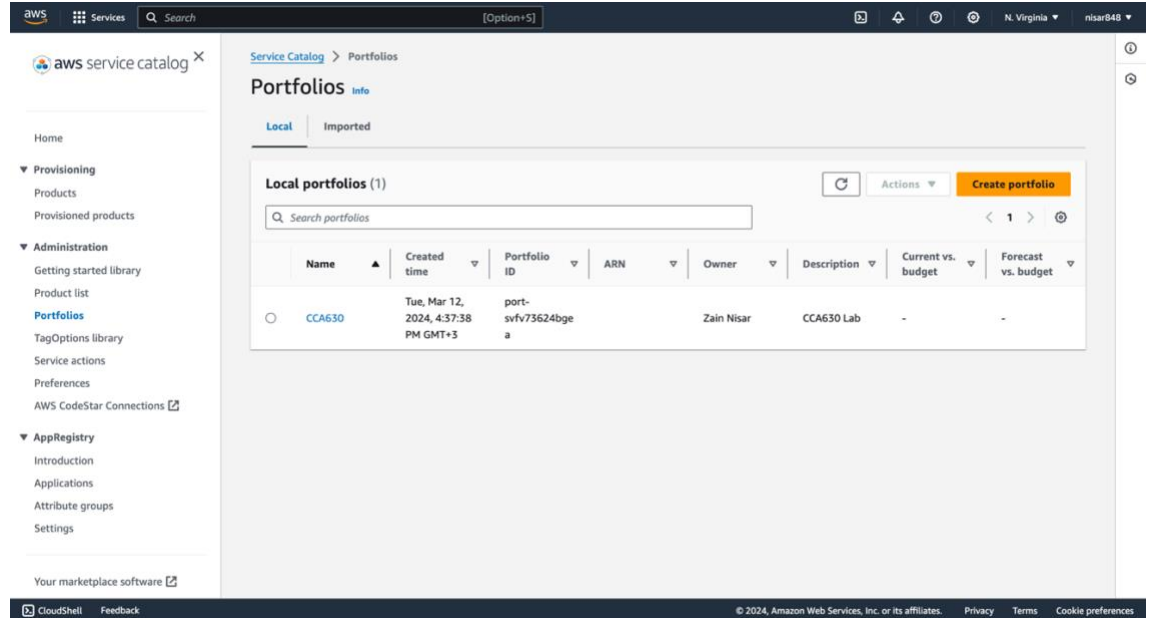 aws
Services
Search
[Option+S]
N. Virginia
nisar848
aws service catalog
Home
Provisioning
Products
Provisioned products
Administration
Getting started library
Product list
Portfolios
TagOptions library
Service actions
Preferences
AWS CodeStar Connections
AppRegistry
Introduction
Applications
Attribute groups
Settings
Your marketplace software
Service Catalog > Portfolios
Portfolios Info
Local
Imported
Local portfolios (1)
Actions
Create portfolio
Search portfolios
1
Name
Created
time
Portfolio
ID
ARN
Owner
Description
Current vs.
budget
Forecast
vs. budget
CCA630
Tue, Mar 12,
2024, 4:37:38
PM GMT+3
port-
svfv73624bge
a
Zain Nisar
CCA630 Lab
-
-
CloudShell
Feedback
© 2024, Amazon Web Services, Inc. or its affiliates.
Privacy
Terms
Cookie preferences